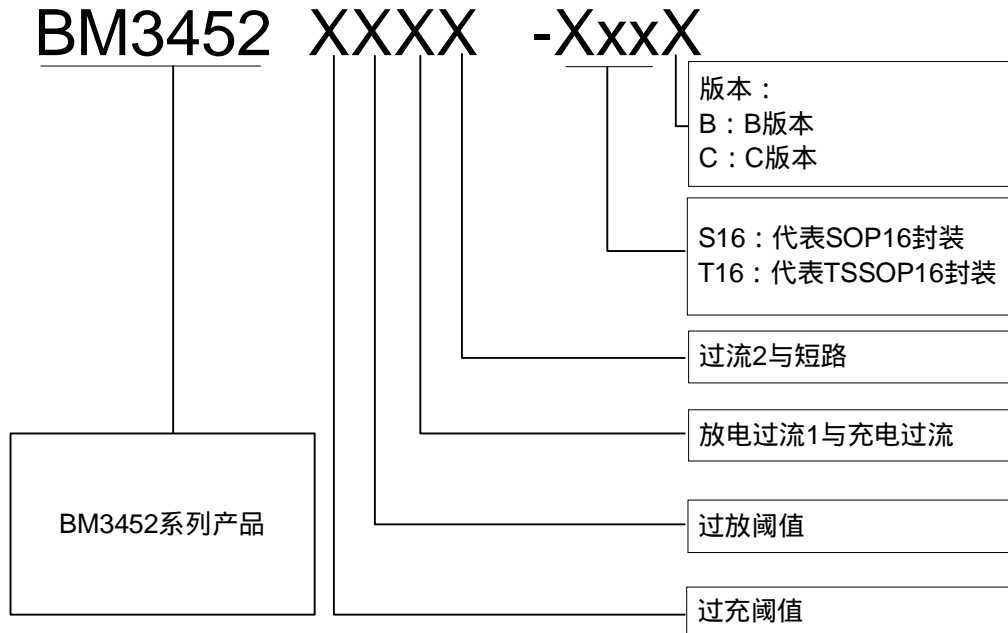 BM3452 XXXX -XxxX
版本：
B：B版本
C：C版本
S16：代表SOP16封装
T16：代表TSSOP16封装
过流2与短路
放电过流1与充电过流
BM3452系列产品
过放阈值
过充阈值